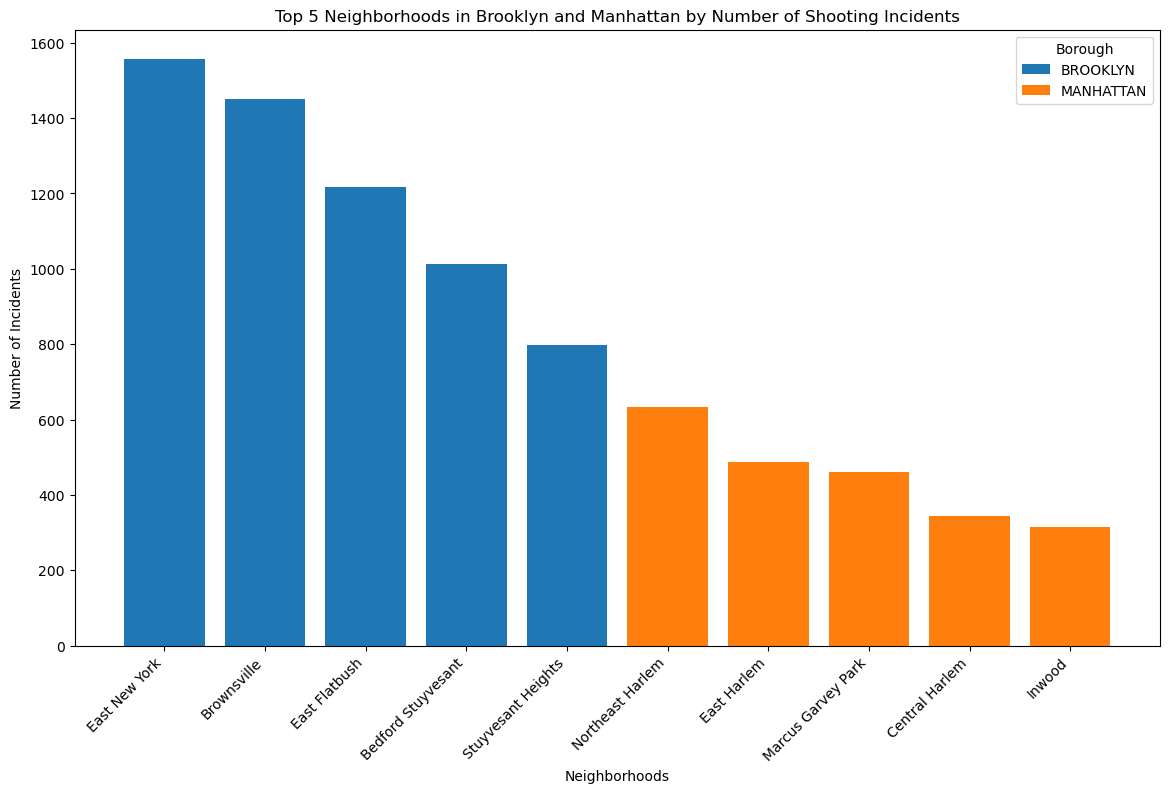 Top 5 Neighborhoods in Brooklyn and Manhattan by Number of Shooting Incidents
Borough
BROOKLYN
MANHATTAN
Number of Incidents
1600
1400
1200
1000
800
600
400
200
0
East New York
Brownsville
East Flatbush
Bedford Stuyvesant
Stuyvesant Heights
Northeast Harlem
East Harlem
Marcus Garvey Park
Central Harlem
Inwood
Neighborhoods